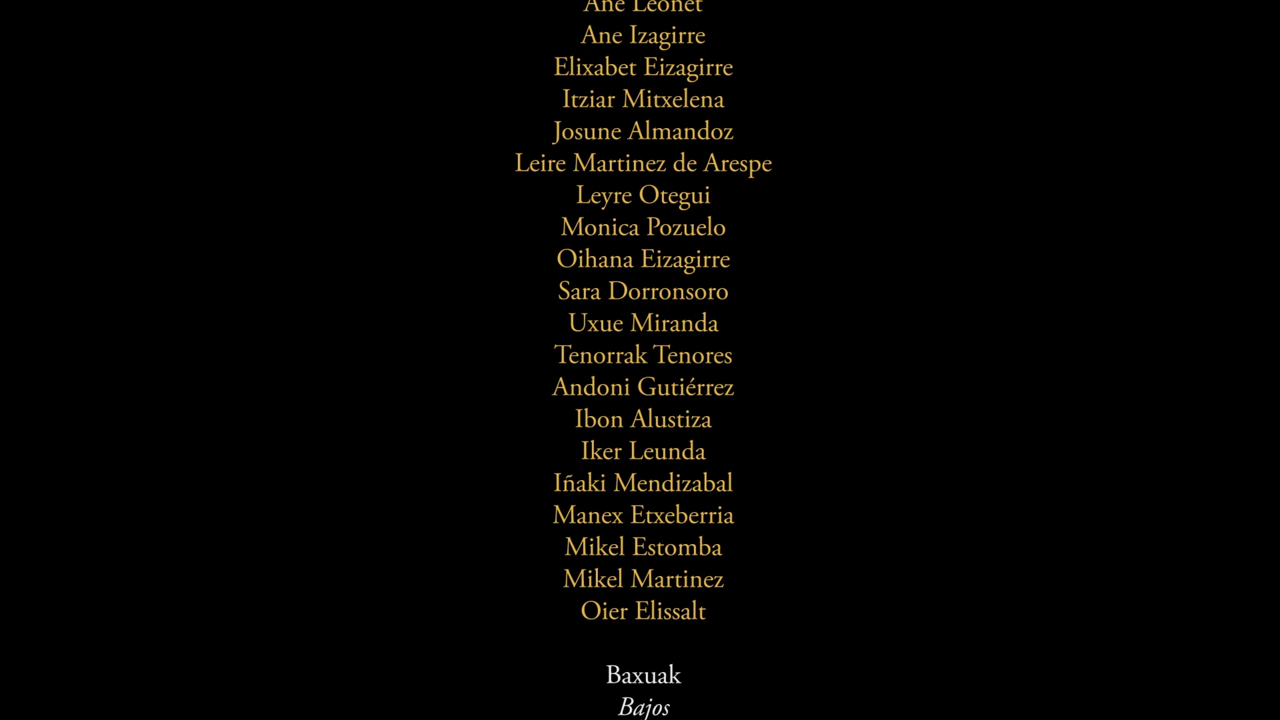 Ane Leonet
Ane Izagirre
Elixabet Eizagirre
Itziar Mitxelena
Josune Almandoz
Leire Martinez de Arespe
Leyre Otegui
Monica Pozuelo
Oihana Eizagirre
Sara Dorronsoro
Uxue Miranda
Tenorrak Tenores
Andoni Gutiérrez
Ibon Alustiza
Iker Leunda
Iñaki Mendizabal
Manex Etxeberria
Mikel Estomba
Mikel Martinez
Oier Elissalt
Baxuak
Bajos